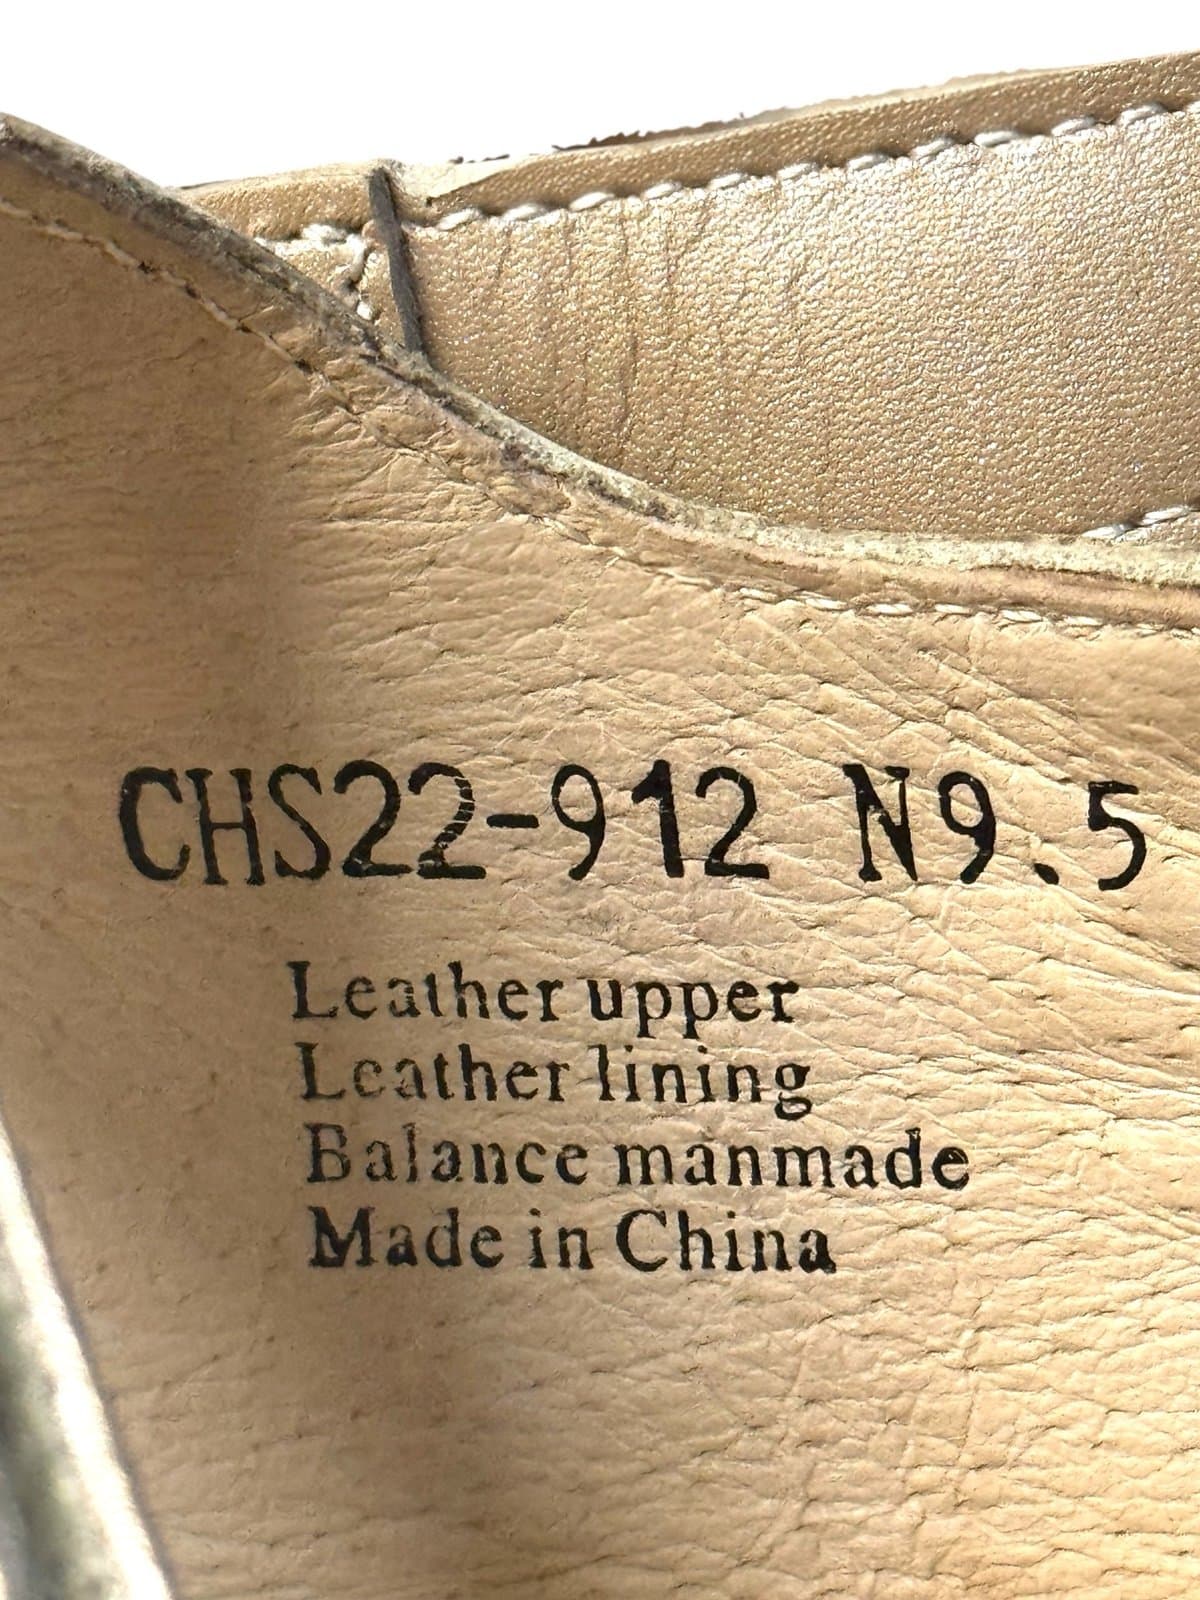 CHS22-912 N9.5
Leather upper
Leather lining
Balance manmade
Made in China